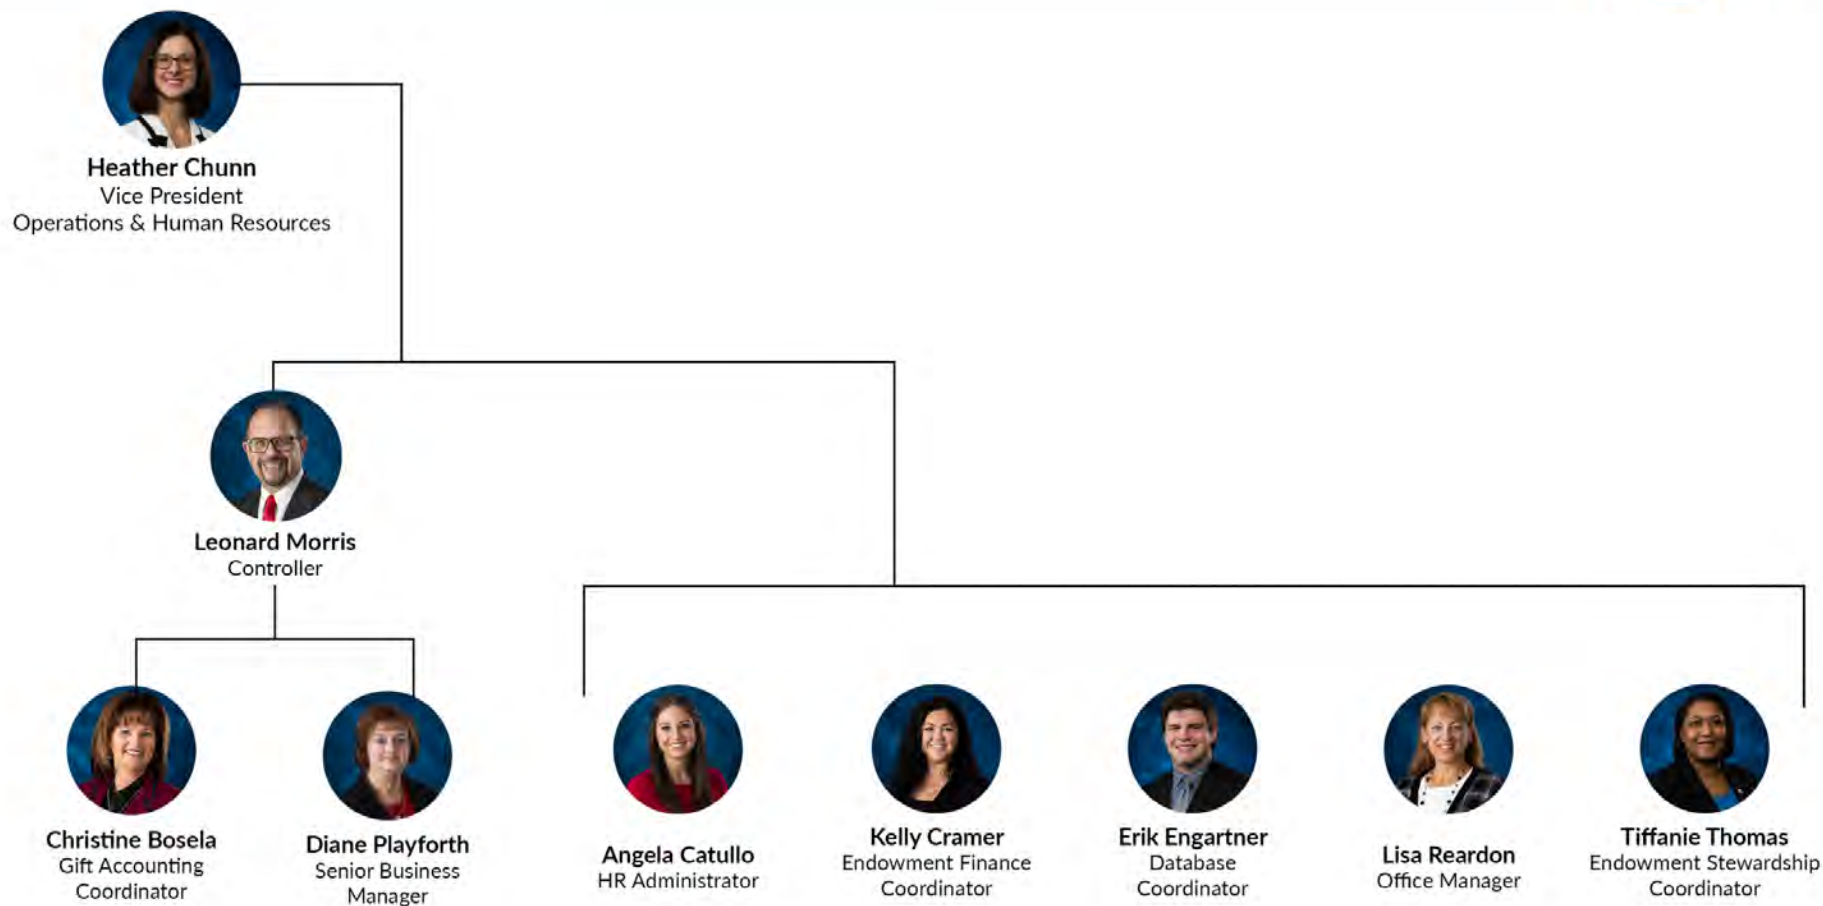 Heather Chunn
Vice President
Operations & Human Resources
Leonard Morris
Controller
Christine Bosela
Gift Accounting
Coordinator
Diane Playforth
Senior Business
Manager
Angela Catullo
HR Administrator
Kelly Cramer
Endowment Finance
Coordinator
Erik Engartner
Database
Coordinator
Lisa Reardon
Office Manager
Tiffanie Thomas
Endowment Stewardship
Coordinator